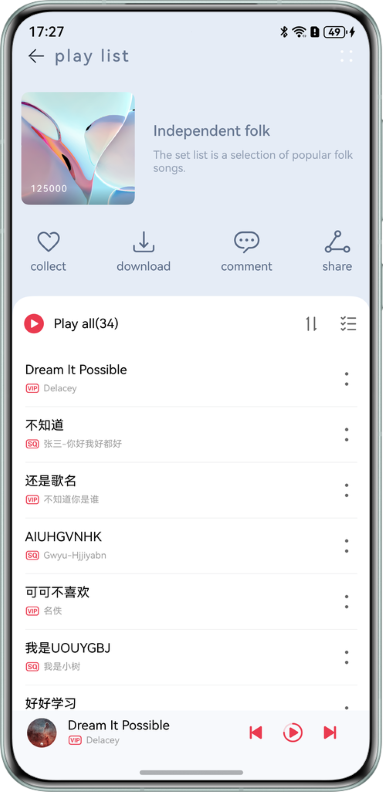 17:27
49
play list
125000
Independent folk
The set list is a selection of popular folk
songs.
collect
download
comment
share
Play all(34)
Dream It Possible
VIP Delacey
不知道
SQ 张三-你好我好都好
还是歌名
VIP 不知道你是谁
AIUHGVNHK
SQ Gwyu-Hjjiyabn
可可不喜欢
VIP 名佚
我是UOUYGBJ
SQ 我是小树
好好学习
Dream It Possible
VIP Delacey